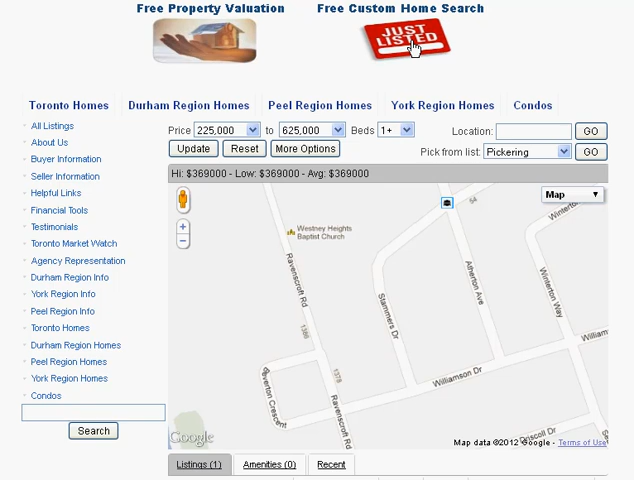 Free Property Valuation
Free Custom Home Search
JUST LISTED
Toronto Homes
Durham Region Homes
Peel Region Homes
York Region Homes
Condos
All Listings
About Us
Buyer Information
Seller Information
Helpful Links
Financial Tools
Testimonials
Toronto Market Watch
Agency Representation
Durham Region Info
York Region Info
Peel Region Info
Toronto Homes
Durham Region Homes
Peel Region Homes
York Region Homes
Condos
Search
Price 225,000 to 625,000 Beds 1+
Location: GO
Update Reset More Options
Pick from list: Pickering GO
Hi: $369000 - Low: $369000 - Avg: $369000
Map
Westney Heights
Baptist Church
Ravenscroft Rd
1386
Stammers Dr
Atherton Ave
54
Winterton Way
Williamson Dr
1378
Ravenscroft Rd
Google
Map data ©2012 Google - Terms of Use
Listings (1)
Amenities (0)
Recent